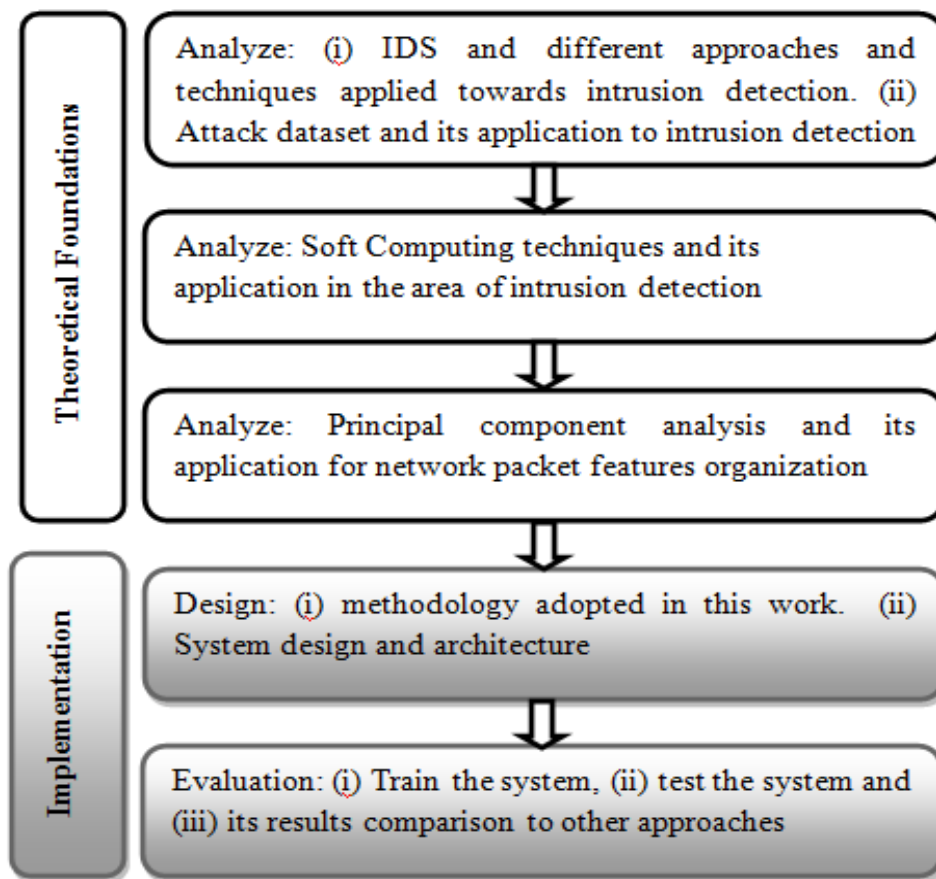 Theoretical Foundations
Analyze: (i) IDS and different approaches and
techniques applied towards intrusion detection. (ii)
Attack dataset and its application to intrusion detection
Analyze: Soft Computing techniques and its
application in the area of intrusion detection
Analyze: Principal component analysis and its
application for network packet features organization
Implementation
Design: (i) methodology adopted in this work. (ii)
System design and architecture
Evaluation: (i) Train the system, (ii) test the system and
(iii) its results comparison to other approaches